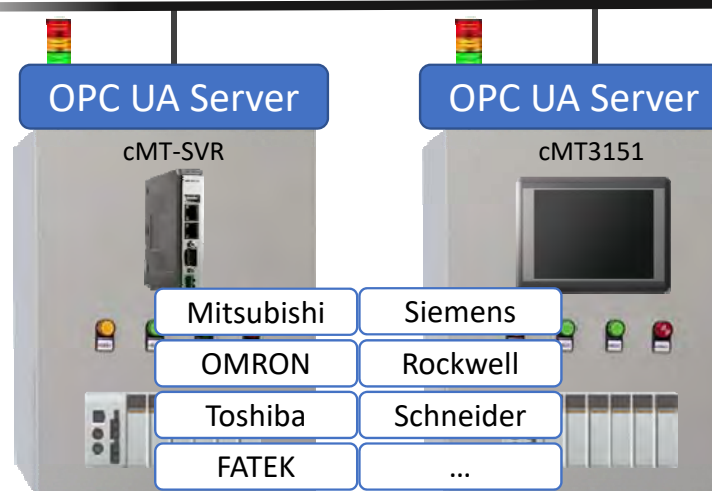 OPC UA Server
OPC UA Server
cMT-SVR
cMT3151
Mitsubishi
Siemens
OMRON
Rockwell
Toshiba
Schneider
FATEK
...